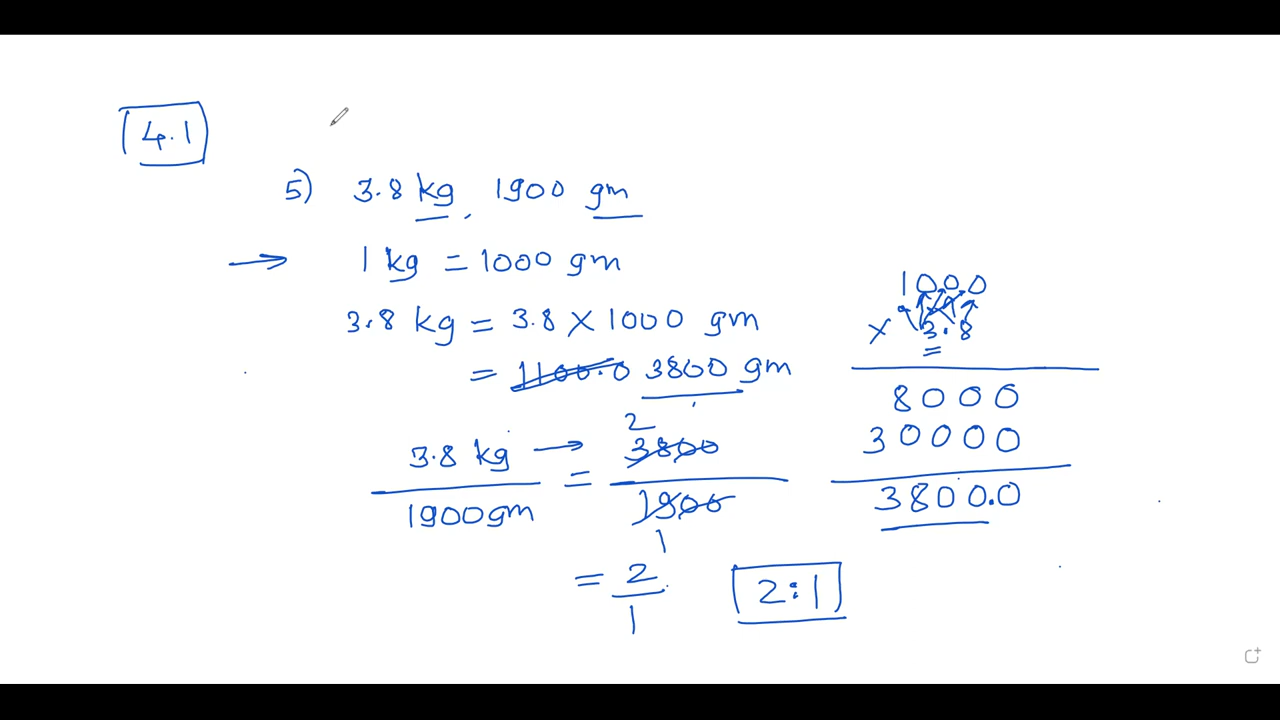 4.1
5) 3.8 kg, 1900 gm
1 kg = 1000 gm
3.8 kg = 3.8 × 1000 gm
= 1100.0 3800 gm
3.8 kg → = 3800 2
1900gm 1900 1
= 2
1
2:1
1000
× 3.8
=
8000
30000
3800.0